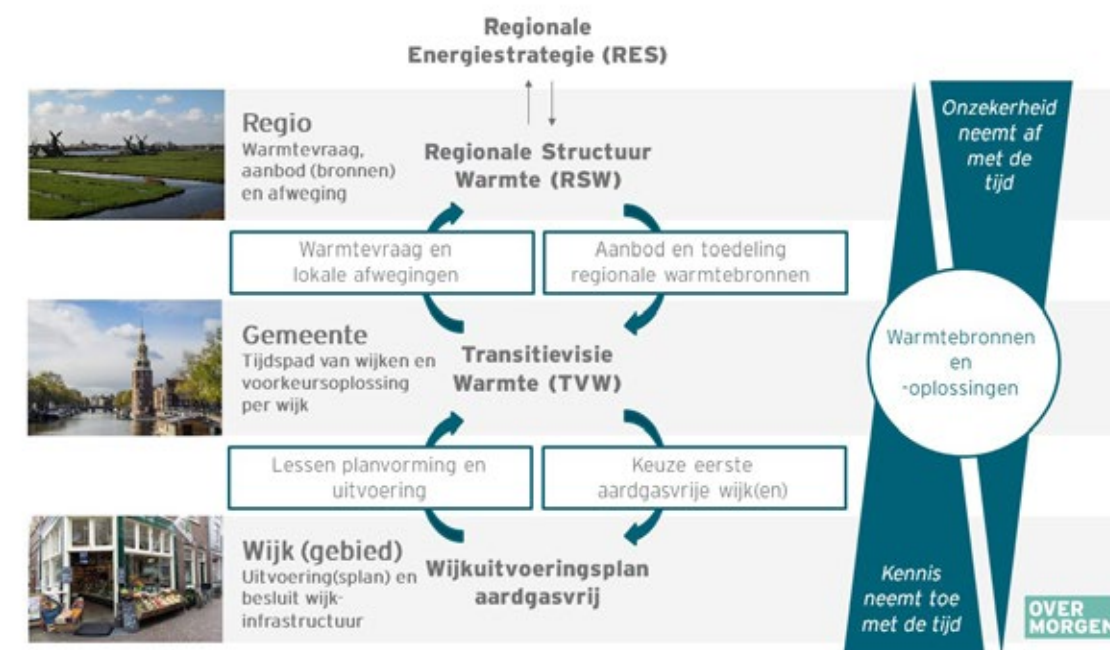 Regionale
Energiestrategie (RES)
Regio
Warmtevraag,
aanbod (bronnen)
en afweging
Regionale Structuur
Warmte (RSW)
Warmtevraag en
lokale afwegingen
Aanbod en toedeling
regionale warmtebronnen
Gemeente
Tijdspad van wijken en
voorkeursoplossing
per wijk
Transitievisie
Warmte (TVW)
Lessen planvorming en
uitvoering
Keuze eerste
aardgasvrije wijk(en)
Wijk (gebied)
Uitvoering(splan) en
besluit wijk-
infrastructuur
Wijkuitvoeringsplan
aardgasvrij
Onzekerheid
neemt af
met de
tijd
Warmtebronnen
en
-oplossingen
Kennis
neemt toe
met de tijd
OVER
MORGEN